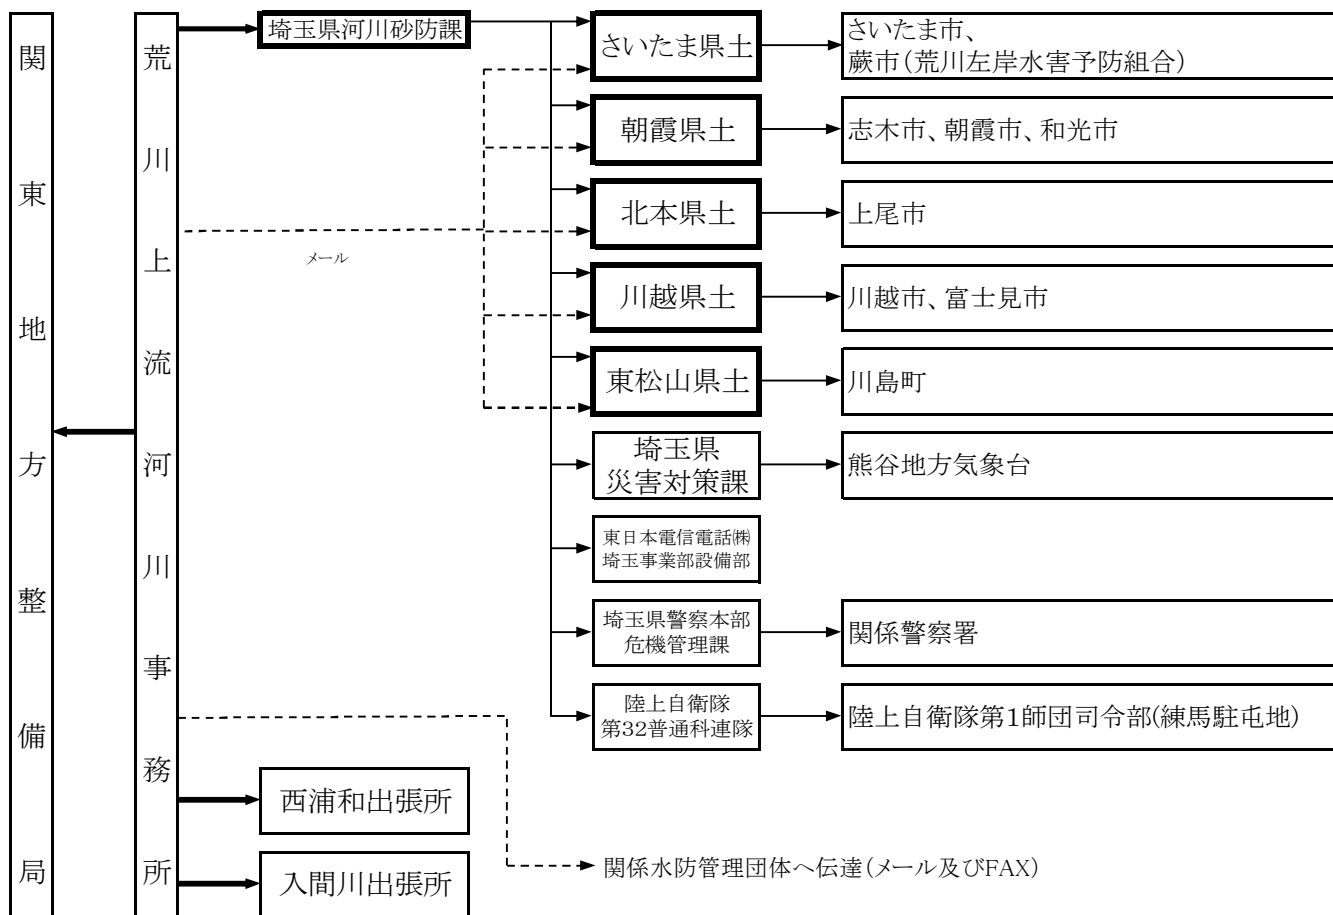 関東地方整備局
荒川上流河川事務所
埼玉県河川砂防課
メール
西浦和出張所
入間川出張所
さいたま県土
さいたま市、
蕨市(荒川左岸水害予防組合)
朝霞県土
志木市、朝霞市、和光市
北本県土
上尾市
川越県土
川越市、富士見市
東松山県土
川島町
埼玉県
災害対策課
熊谷地方気象台
東日本電信電話㈱
埼玉事業部設備部
埼玉県警察本部
危機管理課
関係警察署
陸上自衛隊
第32普通科連隊
陸上自衛隊第1師団司令部(練馬駐屯地)
関係水防管理団体へ伝達(メール及びFAX)